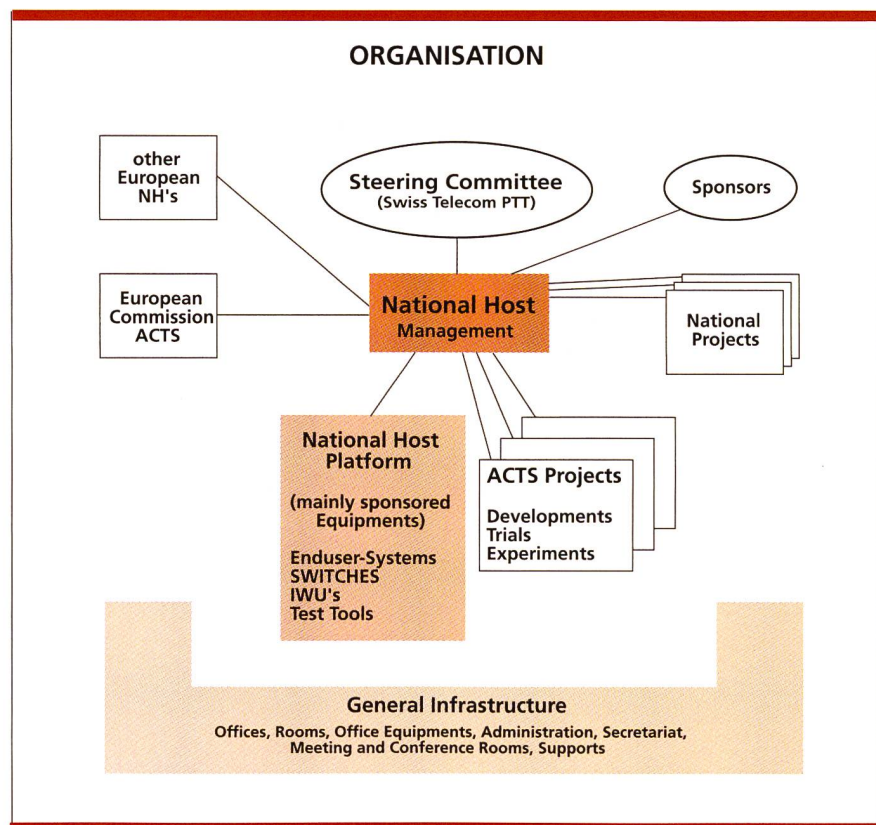 ORGANISATION
other
European
NH's
Steering Committee
(Swiss Telecom PTT)
Sponsors
European
Commission
ACTS
National Host
Management
National
Projects
National Host
Platform
(mainly sponsored
Equipments)
Enduser-Systems
SWITCHES
IWU's
Test Tools
ACTS Projects
Developments
Trials
Experiments
General Infrastructure
Offices, Rooms, Office Equipments, Administration, Secretariat,
Meeting and Conference Rooms, Supports